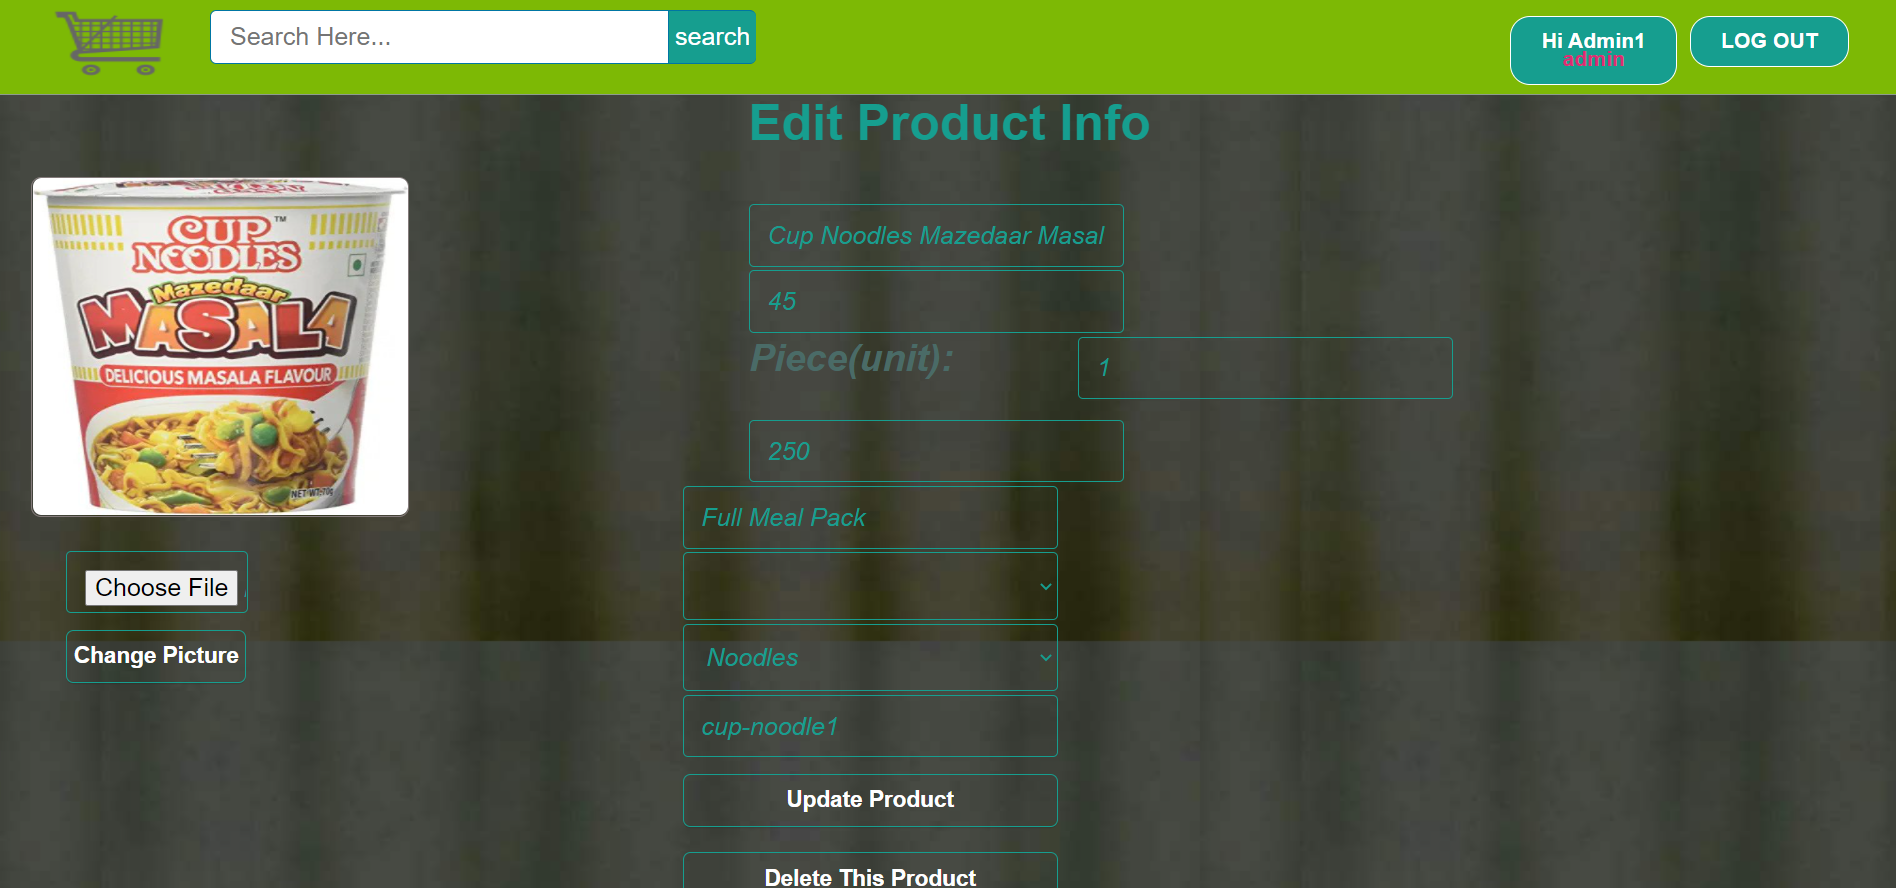 Search Here...
search
Hi Admin1
admin
LOG OUT
Edit Product Info
CUP™
NOODLES
Mazedaar
MASALA
DELICIOUS MASALA FLAVOUR
NET WT. 70g
Choose File
Change Picture
Cup Noodles Mazedaar Masal
45
Piece(unit):
1
250
Full Meal Pack
Noodles
cup-noodle1
Update Product
Delete This Product